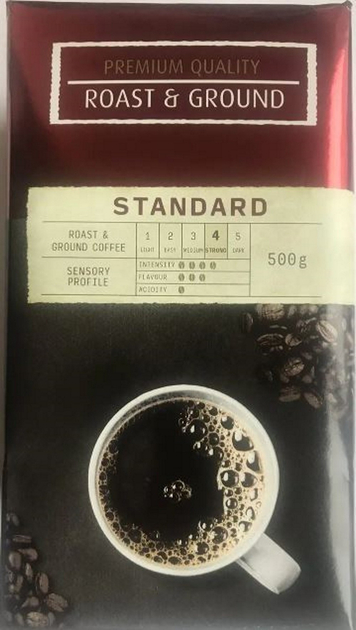 PREMIUM QUALITY
ROAST & GROUND
STANDARD
ROAST &
GROUND COFFEE
1 2 3 4 5
LIGHT EASY MEDIUM STRONG DARK
500g
SENSORY
PROFILE
INTENSITY
FLAVOUR
ACIDITY